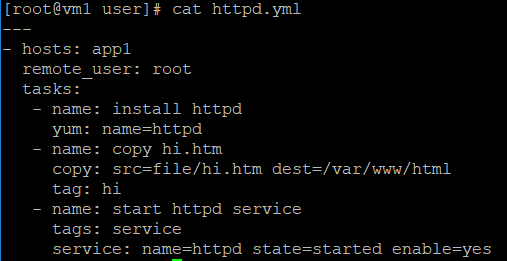 [root@vm1 user]# cat httpd.yml
---
- hosts: app1
  remote_user: root
  tasks:
   - name: install httpd
     yum: name=httpd
   - name: copy hi.htm
     copy: src=file/hi.htm dest=/var/www/html
     tag: hi
   - name: start httpd service
     tags: service
     service: name=httpd state=started enable=yes